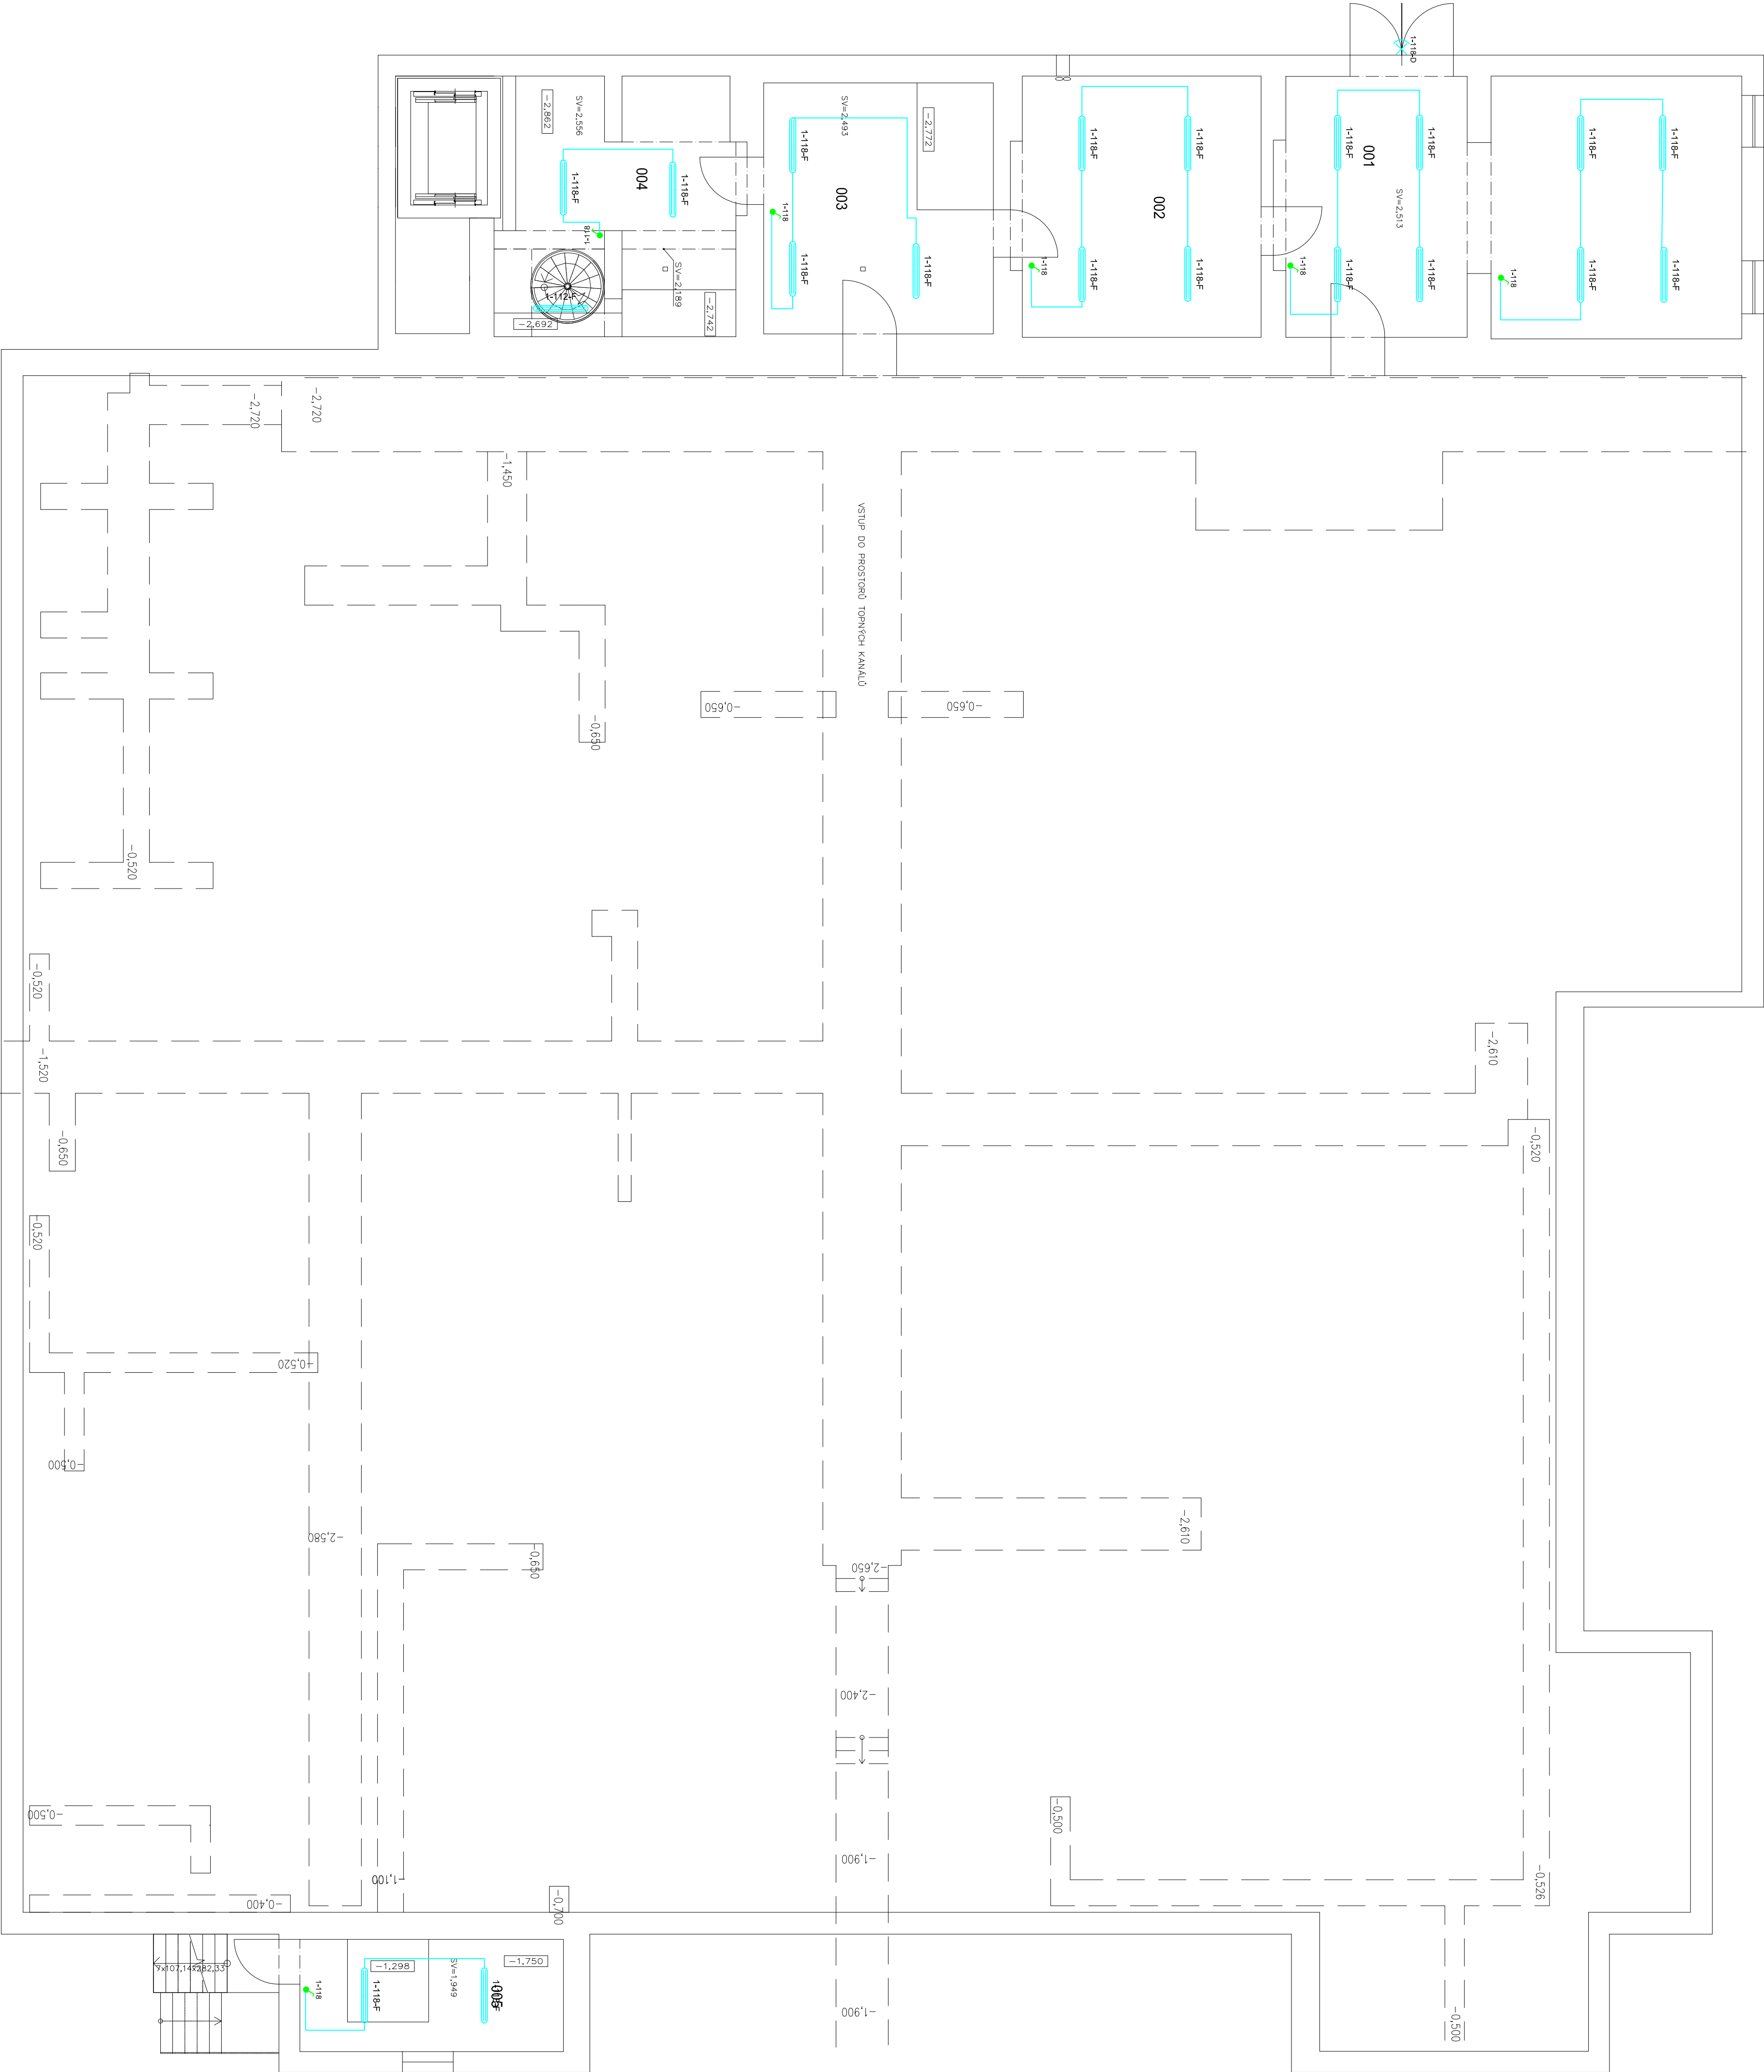 1-118-D
-2,862
SV=2,556
SV=2,493
-2,772
1-118-F
1-118-F
1-118-F
1-118-F
1-118-F
1-118-F
1-118-F
001
004
1-118-F
1-118-F
003
002
SV=2,513
1-118
1-118
1-118-F
1-118-F
1-118-F
1-118-F
1-118-F
1-118-F
1-118-F
1-118-F
1-118
1-118
1-118
SV=2,189
1-112-F
-2,742
-2,692
-2,720
-2,720
-1,450
VSTUP DO PROSTORŮ TOPNÝCH KANÁLŮ
-0,650
-0,650
-0,650
-0,520
-0,520
-1,520
-2,610
-0,650
-0,520
-0,520
-0,520
-0,500
-2,580
-0,650
-2,610
-2,650
-2,400
-0,500
-0,500
-1,900
-1,100
-0,400
-0,700
-0,526
-1,750
-1,298
SV=1,949
7x107,14x282,33
1-118
1-118-F
005
-1,900
-0,500